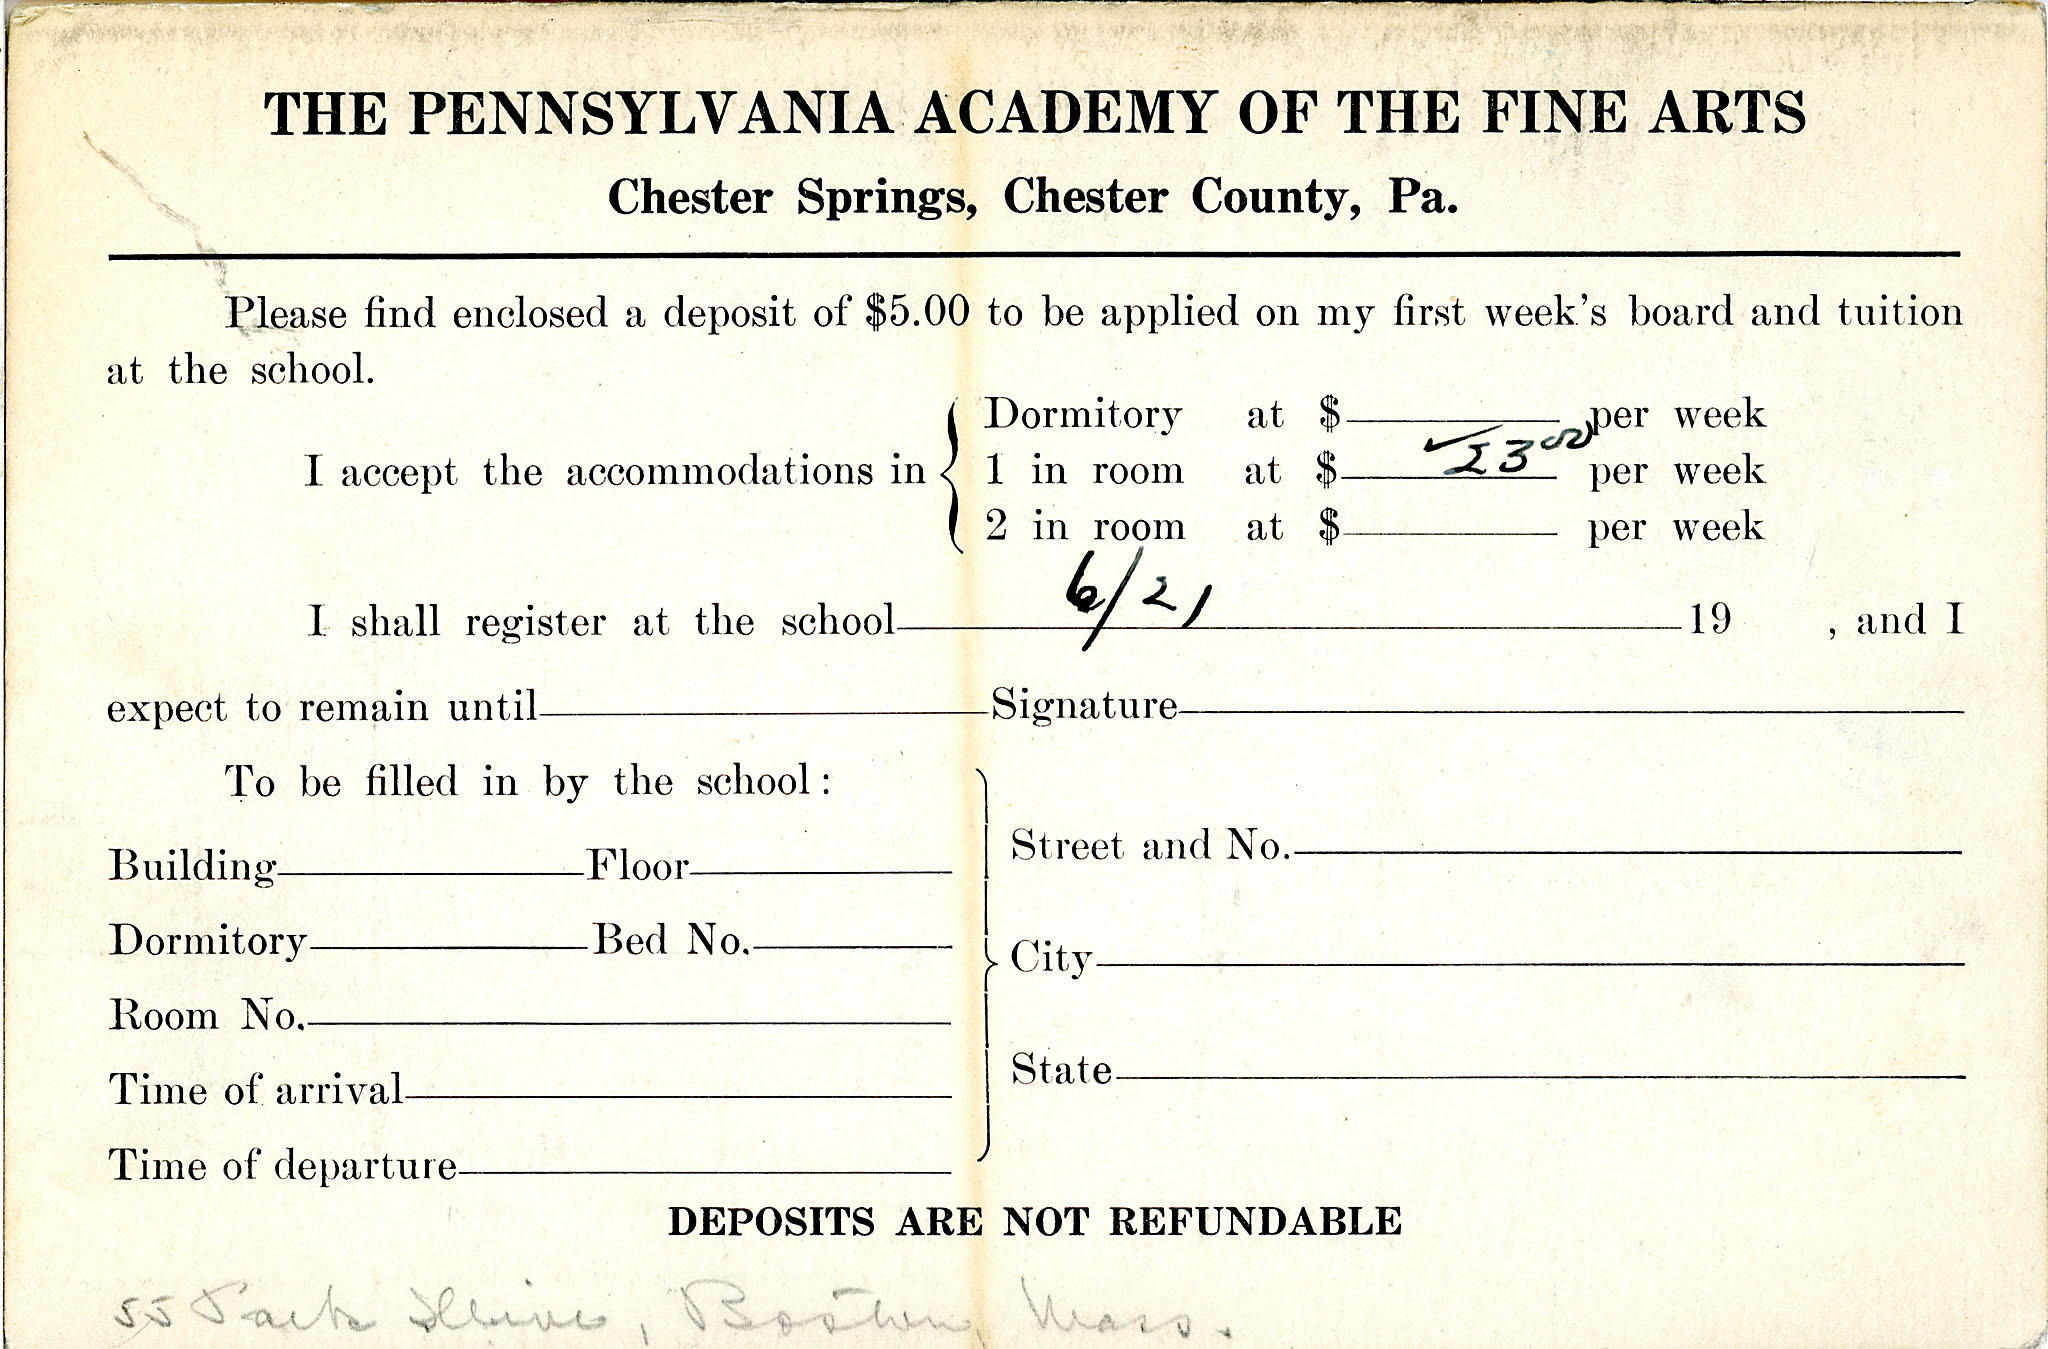 THE PENNSYLVANIA ACADEMY OF THE FINE ARTS
Chester Springs, Chester County, Pa.
Please find enclosed a deposit of $5.00 to be applied on my first week's board and tuition
at the school.
Dormitory at $ per week
I accept the accommodations in 1 in room at $ ✓23 00 per week
2 in room at $ per week
I shall register at the school 6/21 19 , and I
expect to remain until Signature
To be filled in by the school:
Street and No.
Building Floor
Dormitory Bed No.
City
Room No.
State
Time of arrival
Time of departure
DEPOSITS ARE NOT REFUNDABLE
55 Park Drive, Boston, Mass.